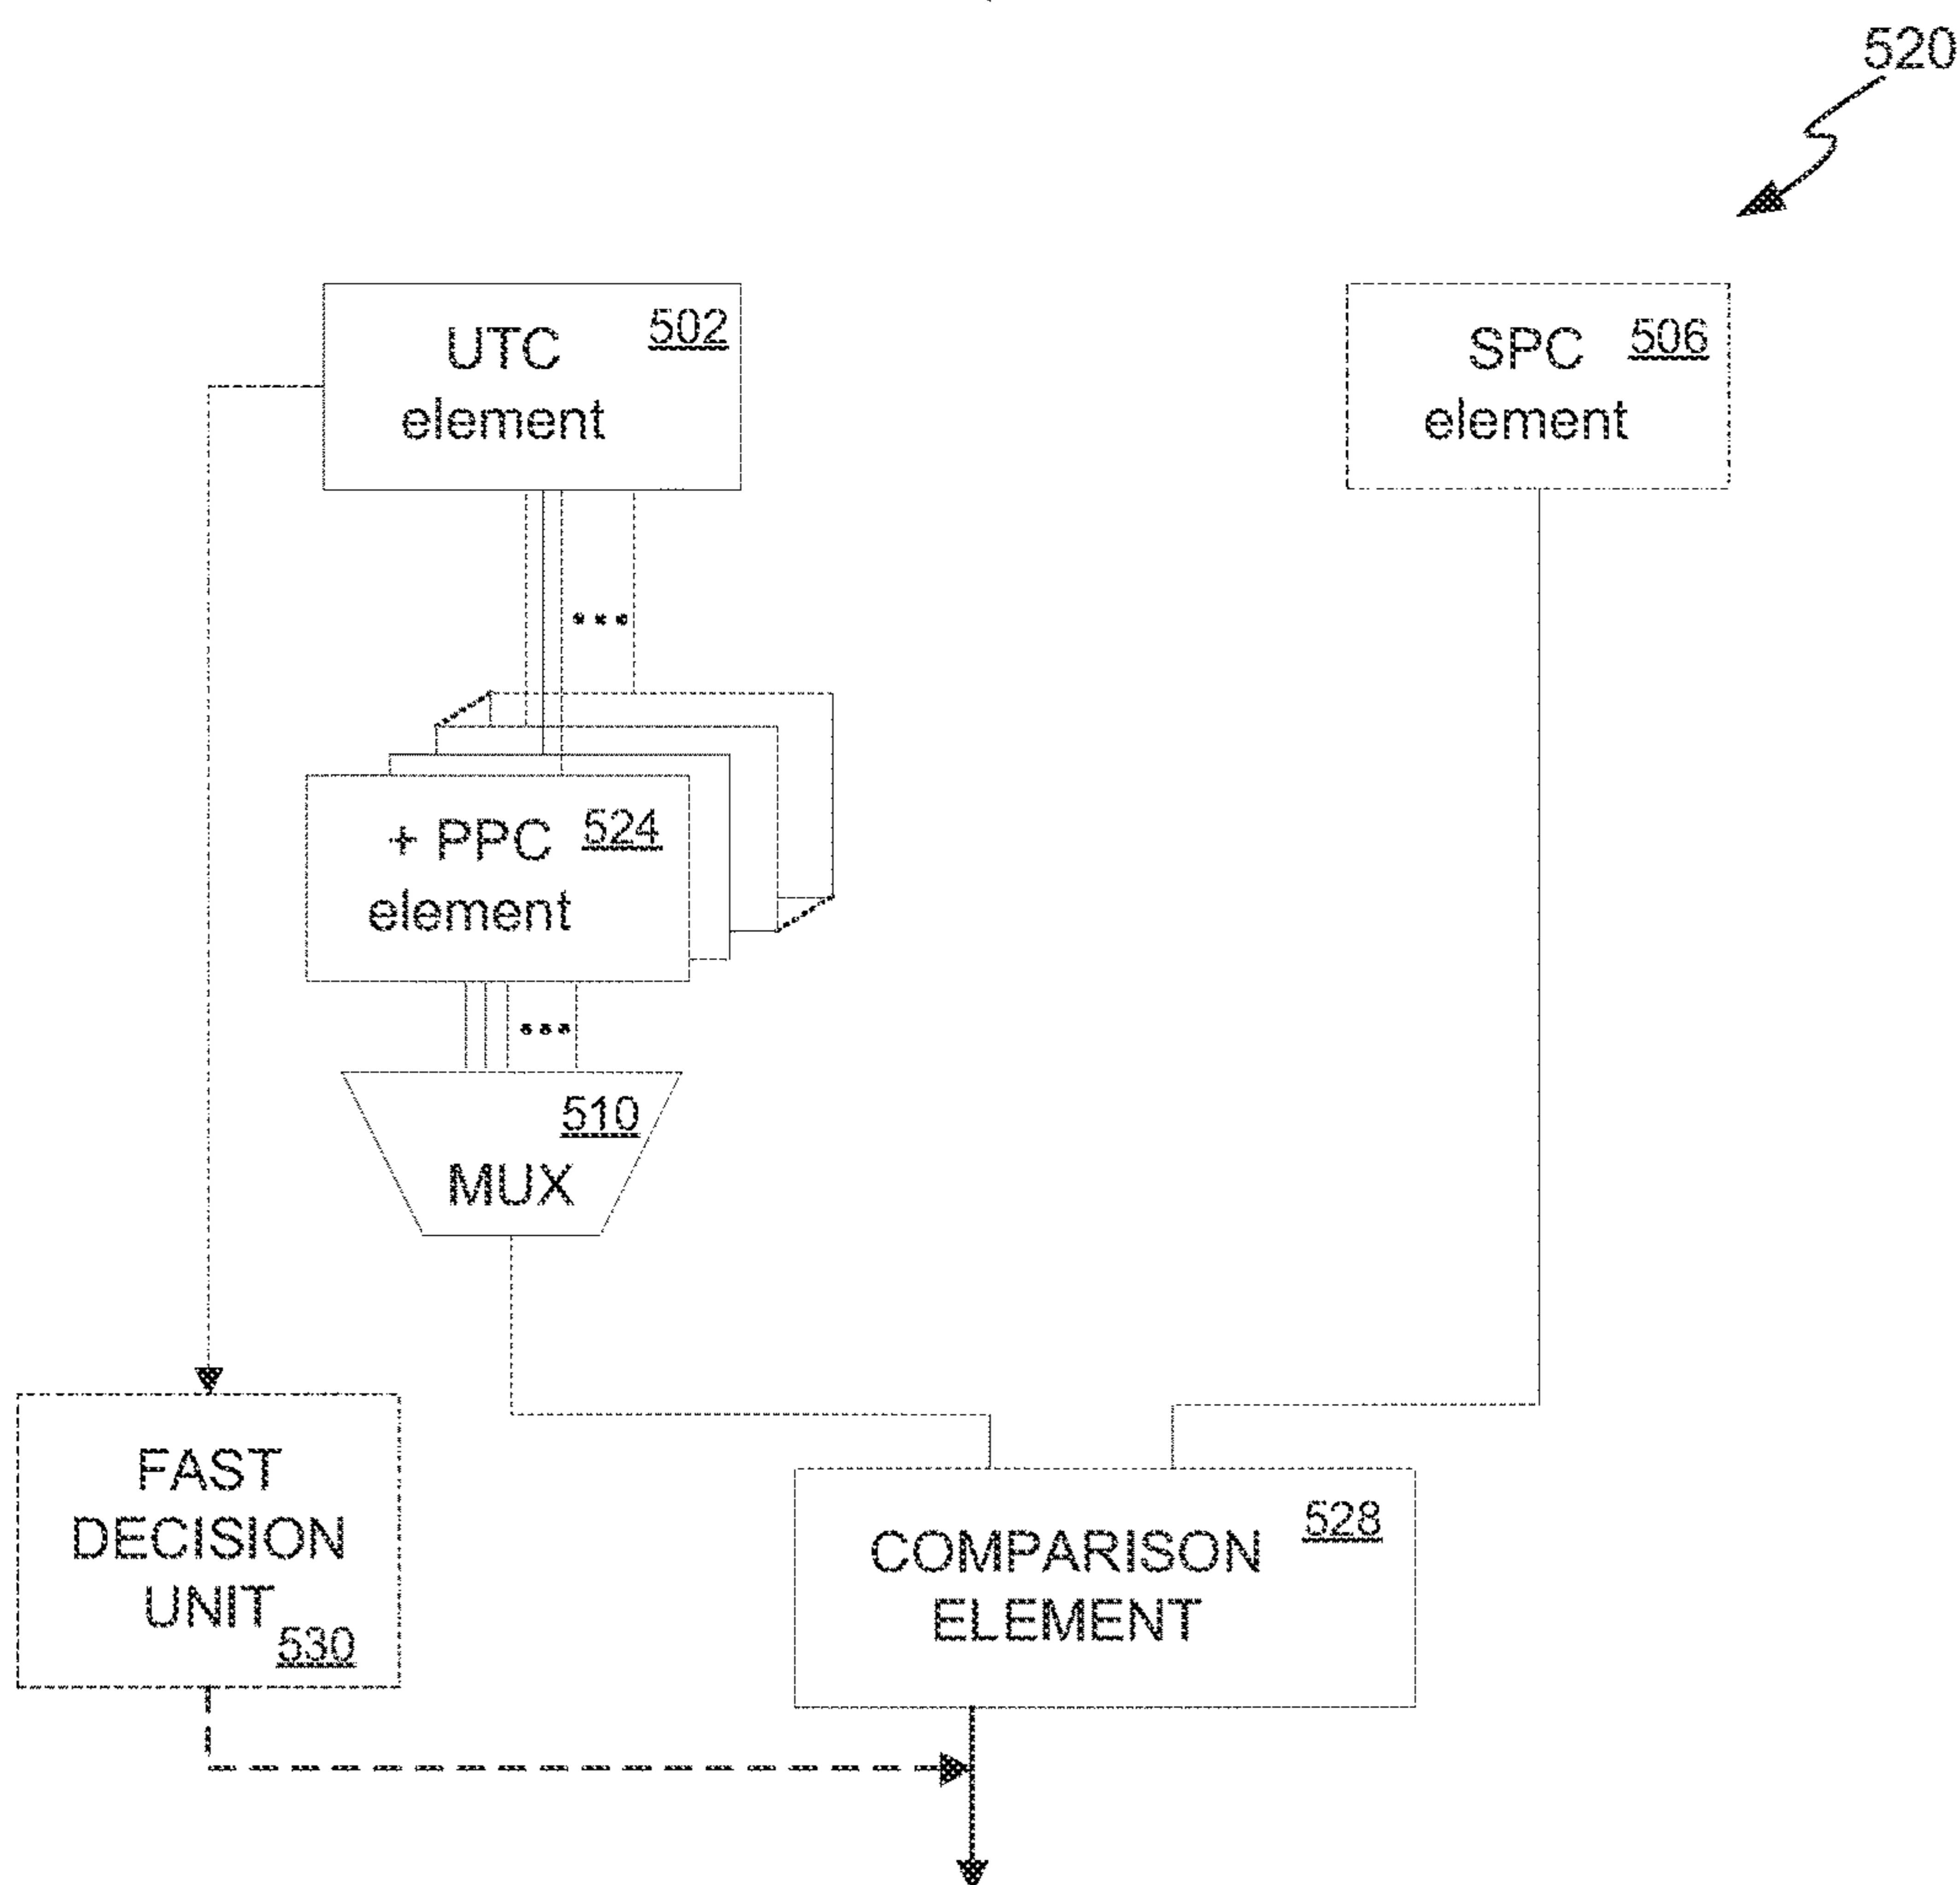 520
502
UTC
element
506
SPC
element
...
+ PPC 524
element
...
510
MUX
FAST
DECISION
UNIT
530
528
COMPARISON
ELEMENT